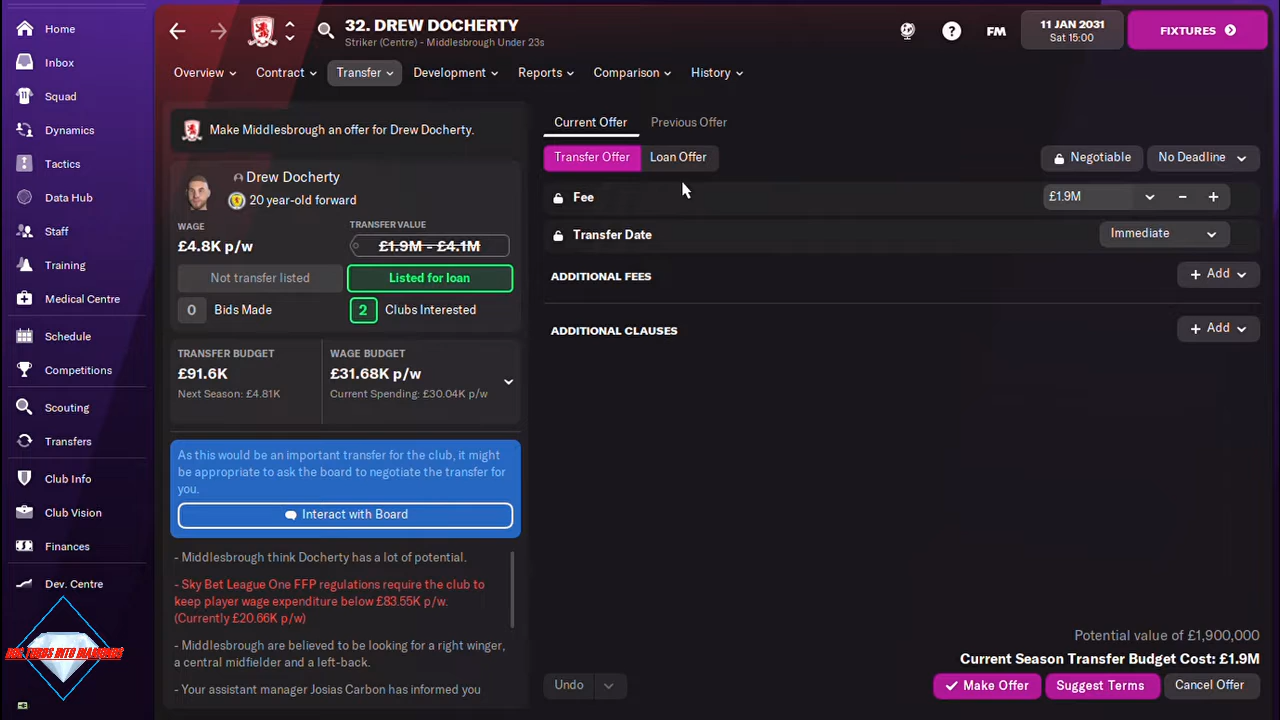 Home
Inbox
Squad
Dynamics
Tactics
Data Hub
Staff
Training
Medical Centre
Schedule
Competitions
Scouting
Transfers
Club Info
Club Vision
Finances
Dev. Centre
32. DREW DOCHERTY
Striker (Centre) - Middlesbrough Under 23s
FM
11 JAN 2031
Sat 15:00
FIXTURES
Overview
Contract
Transfer
Development
Reports
Comparison
History
Make Middlesbrough an offer for Drew Docherty.
Drew Docherty
20 year-old forward
WAGE
£4.8K p/w
TRANSFER VALUE
£1.9M - £4.1M
Not transfer listed
Listed for loan
0 Bids Made
2 Clubs Interested
TRANSFER BUDGET
£91.6K
Next Season: £4.81K
WAGE BUDGET
£31.68K p/w
Current Spending: £30.04K p/w
As this would be an important transfer for the club, it might
be appropriate to ask the board to negotiate the transfer for
you.
Interact with Board
- Middlesbrough think Docherty has a lot of potential.
- Sky Bet League One FFP regulations require the club to
keep player wage expenditure below £83.55K p/w.
(Currently £20.66K p/w)
- Middlesbrough are believed to be looking for a right winger,
a central midfielder and a left-back.
- Your assistant manager Josias Carbon has informed you
Current Offer
Previous Offer
Transfer Offer
Loan Offer
Negotiable
No Deadline
Fee
£1.9M
Transfer Date
Immediate
ADDITIONAL FEES
+ Add
ADDITIONAL CLAUSES
+ Add
Potential value of £1,900,000
Current Season Transfer Budget Cost: £1.9M
Undo
Make Offer
Suggest Terms
Cancel Offer
TURDS INTO DIAMONDS